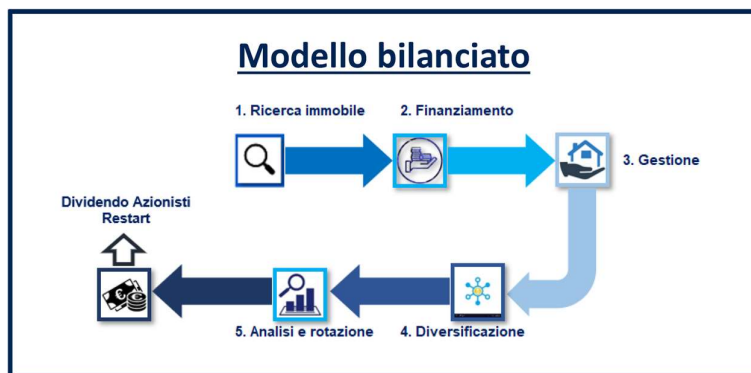 Modello bilanciato
1. Ricerca immobile
2. Finanziamento
3. Gestione
Dividendo Azionisti
Restart
5. Analisi e rotazione
4. Diversificazione